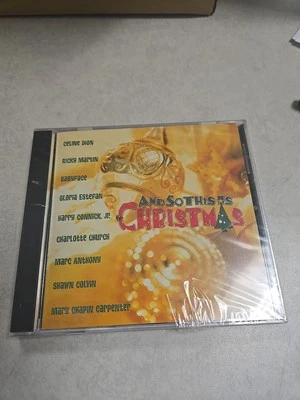 CELINE DION
RICKY MARTIN
BABYFACE
GLORIA ESTEFAN
HARRY CONNICK, JR.
CHARLOTTE CHURCH
MARC ANTHONY
SHAWN COLVIN
MARY CHAPIN CARPENTER
AND SO THIS IS
CHRISTMAS